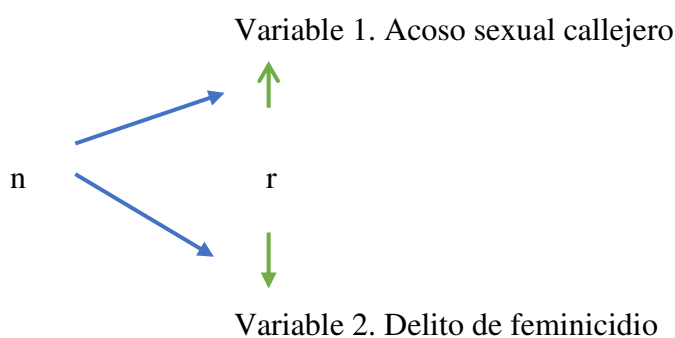 Variable 1. Acoso sexual callejero
n
r
Variable 2. Delito de feminicidio